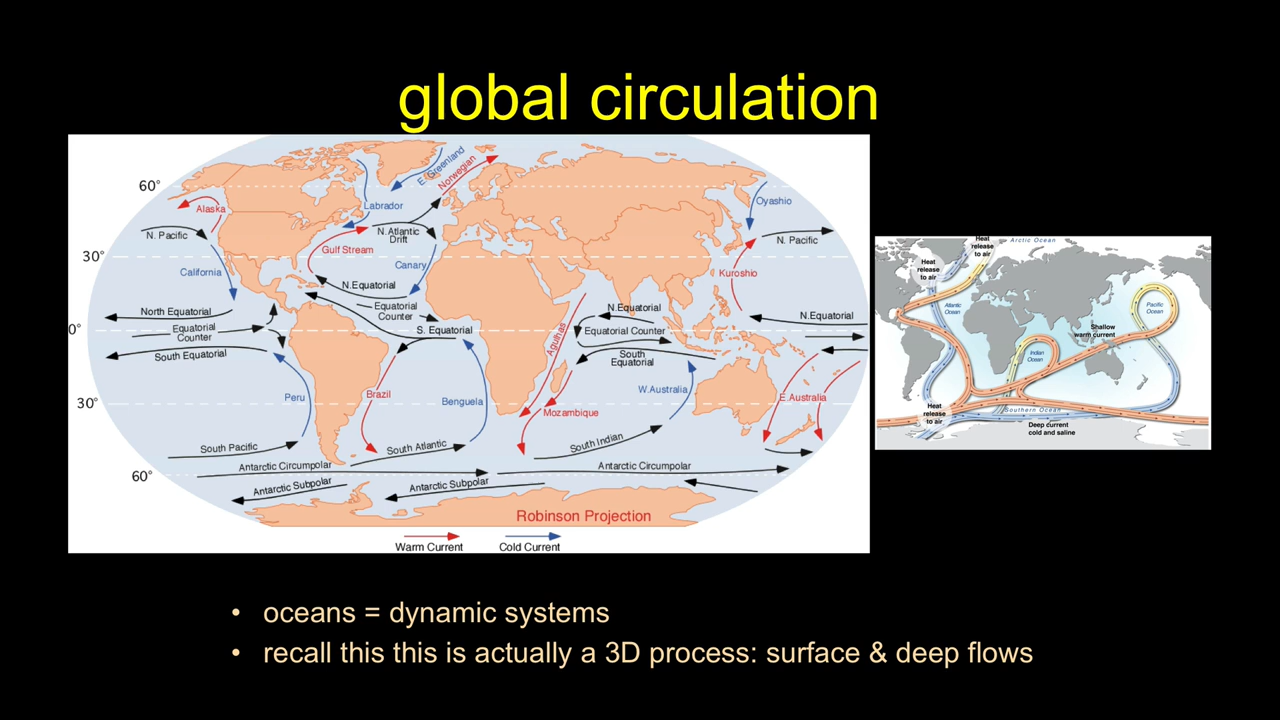 global circulation
60°
Alaska
N. Pacific
30°
California
North Equatorial
0°
Equatorial
Counter
South Equatorial
Peru
30°
South Pacific
60°
Antarctic Circumpolar
Antarctic Subpolar
Labrador
E. Greenland
Norwegian
N. Atlantic
Drift
Gulf Stream
Canary
N.Equatorial
Equatorial
Counter
S. Equatorial
Brazil
Benguela
South Atlantic
Antarctic Subpolar
Agulhas
Mozambique
N.Equatorial
Equatorial Counter
South
Equatorial
W.Australia
South Indian
Antarctic Circumpolar
Oyashio
N. Pacific
Kuroshio
N.Equatorial
E.Australia
Robinson Projection
Warm Current
Cold Current
Heat
release
to air
Arctic Ocean
Heat
release
to air
Atlantic
Ocean
Pacific
Ocean
Shallow
warm current
Indian
Ocean
Heat
release
to air
Southern Ocean
Deep current
cold and saline
• oceans = dynamic systems
• recall this this is actually a 3D process: surface & deep flows